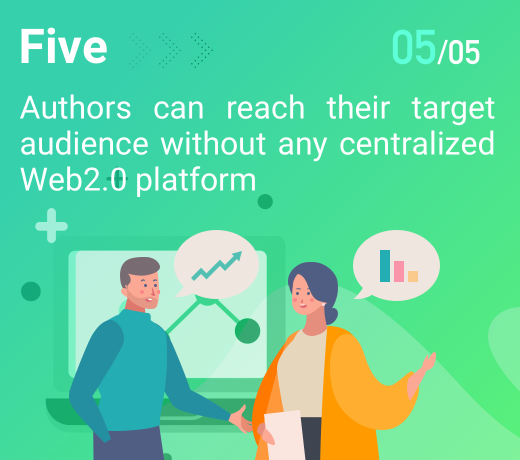 Five
05/05
Authors can reach their target
audience without any centralized
Web2.0 platform